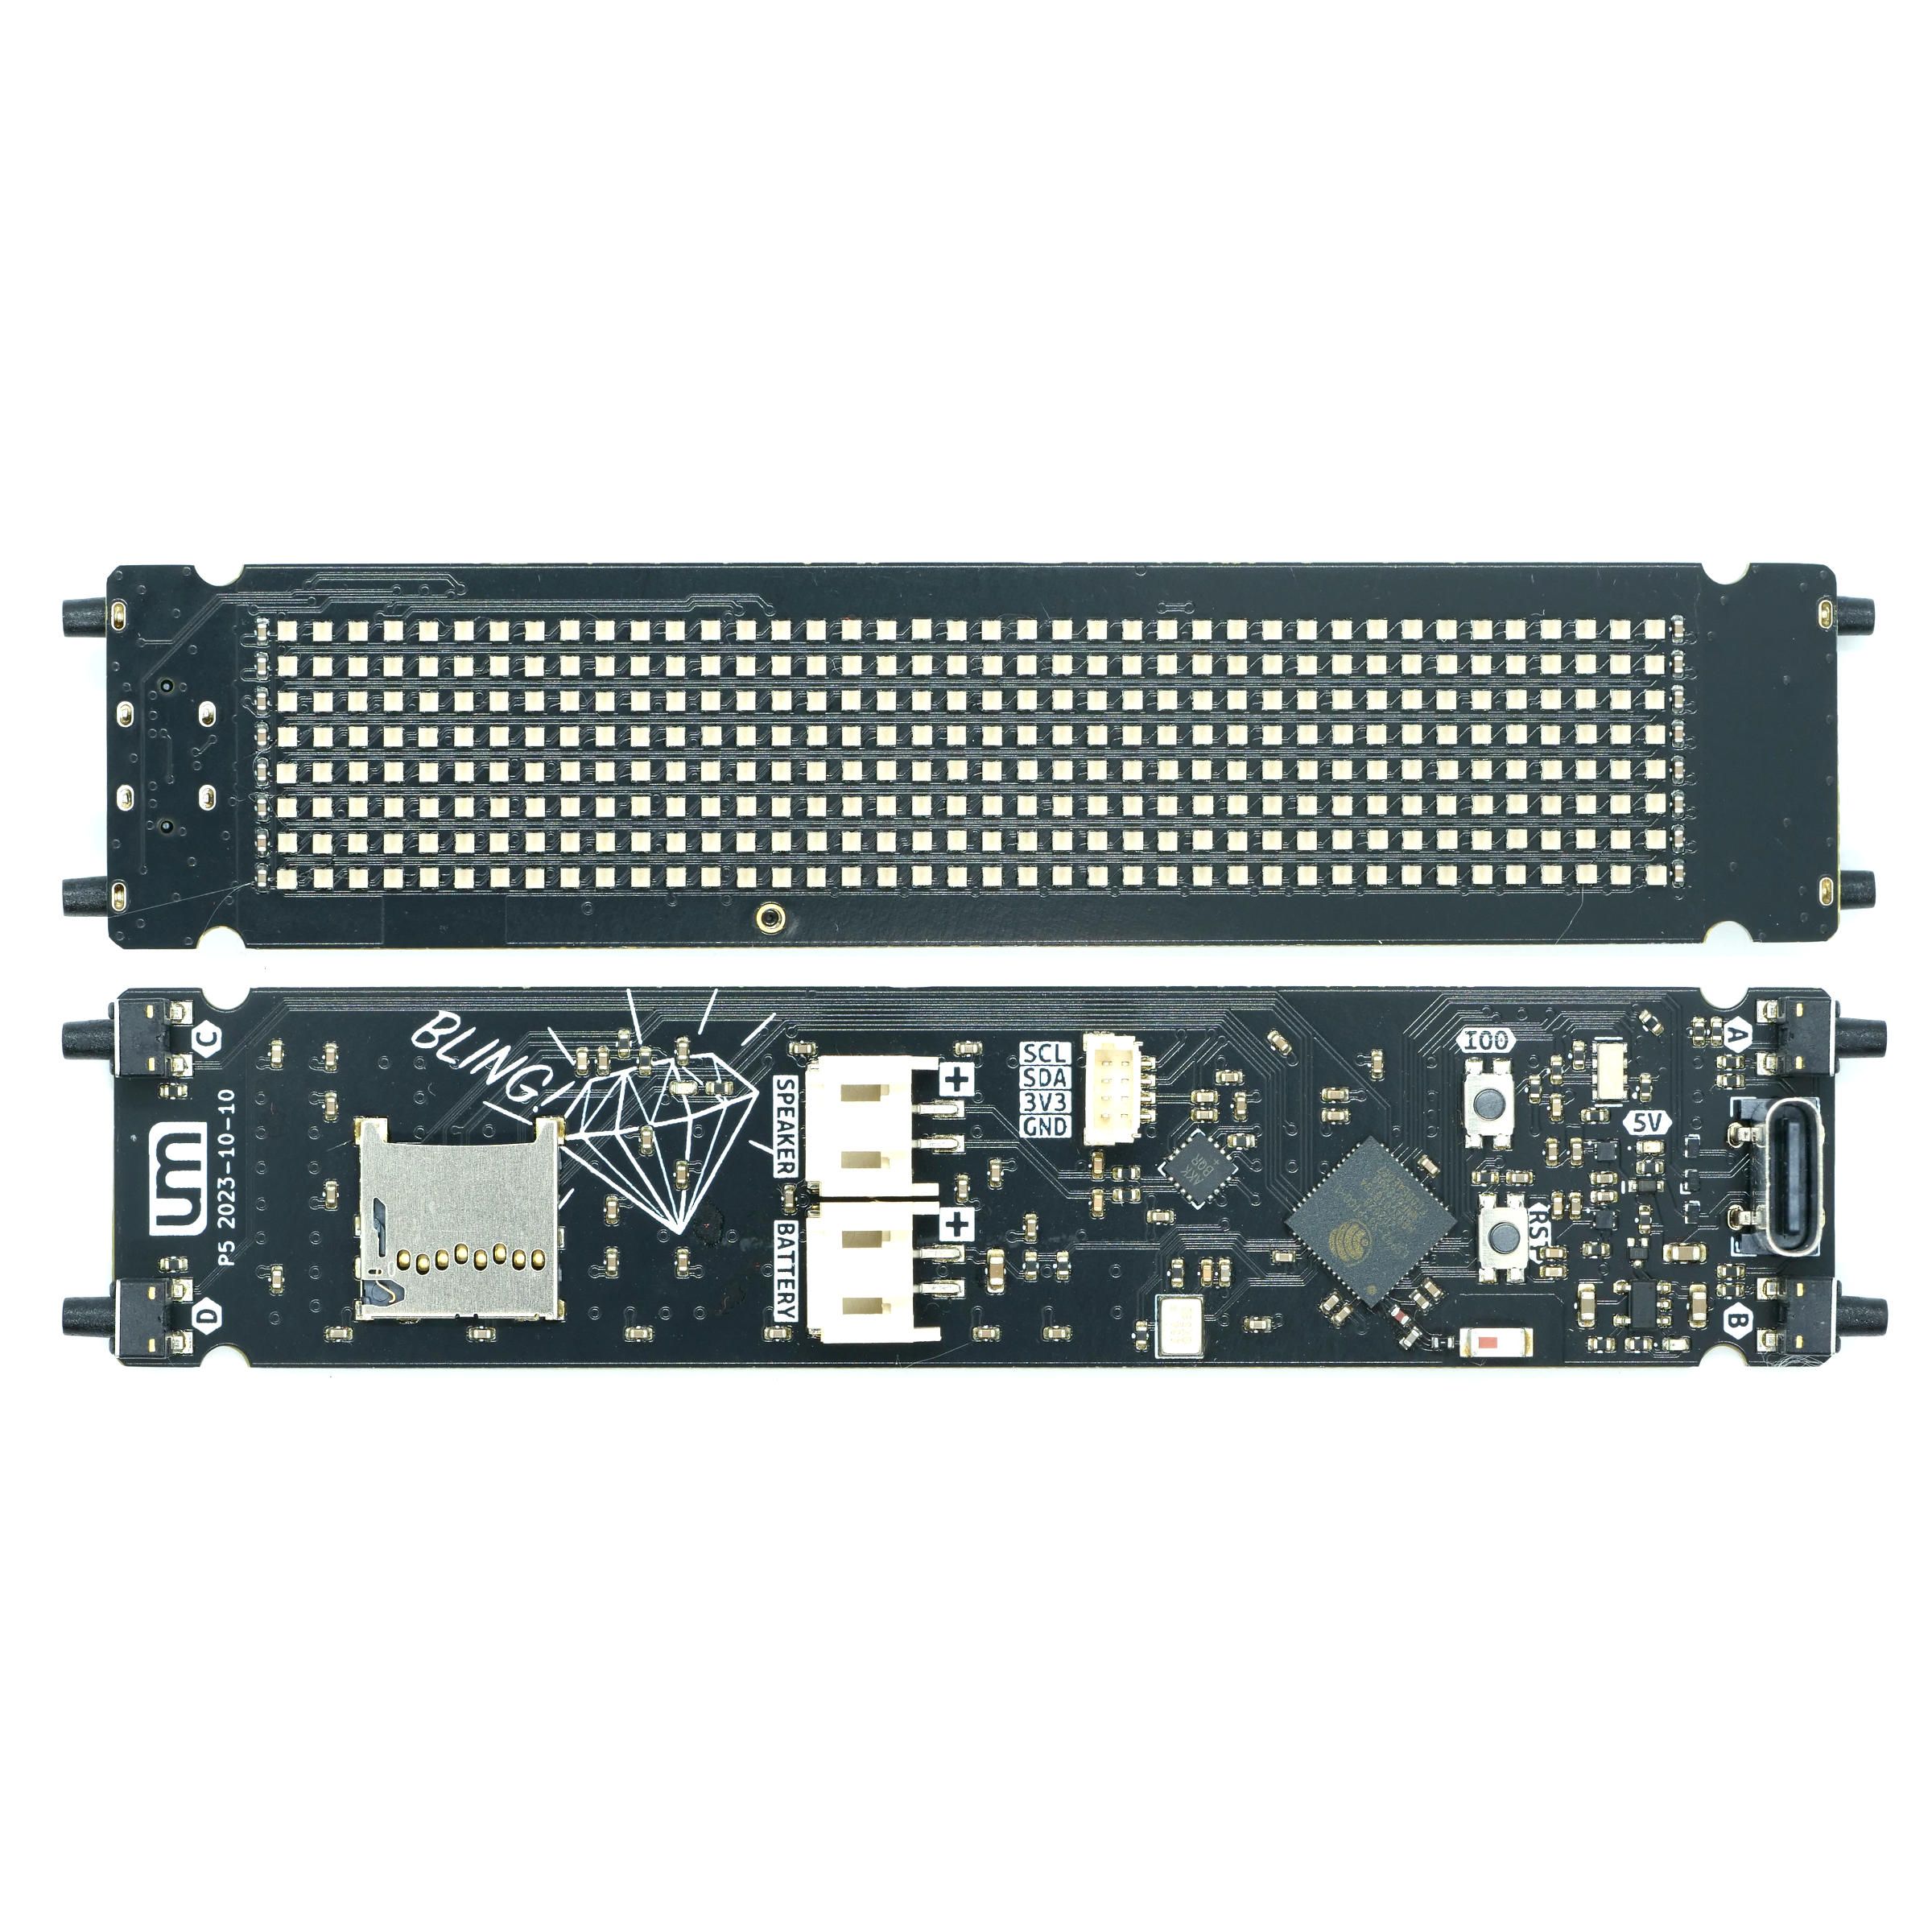 C
BLING!
SPEAKER
+
SCL
SDA
3V3
GND
IO0
A
5V
um
P5 2023-10-10
BATTERY
+
RST
D
B